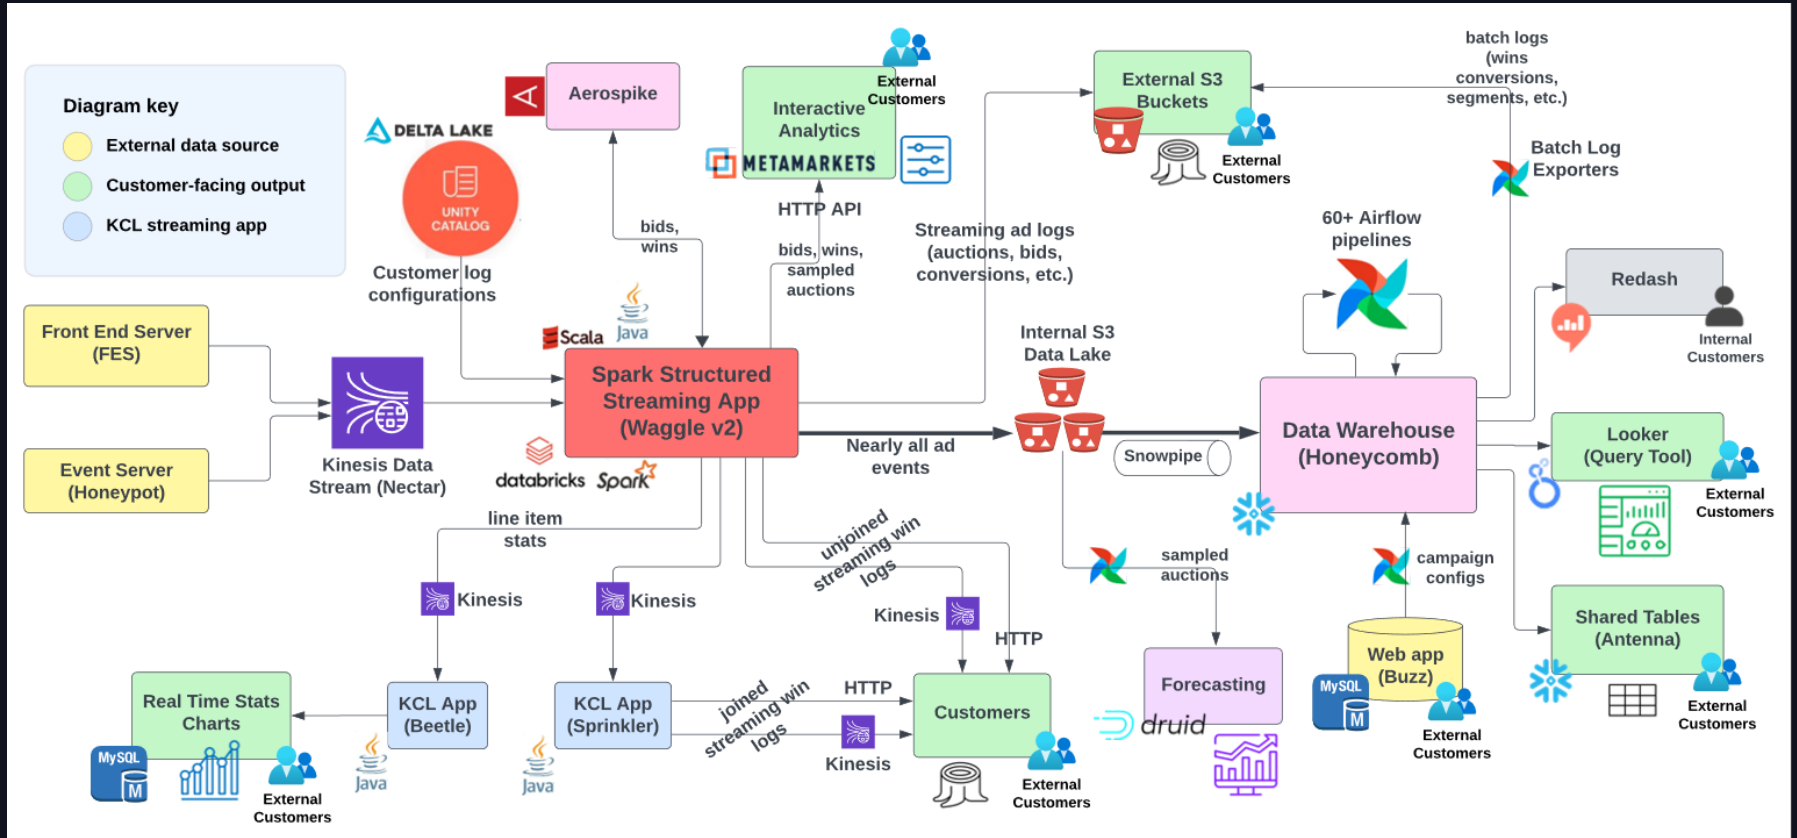 Diagram key
External data source
Customer-facing output
KCL streaming app
DELTA LAKE
UNITY
CATALOG
Customer log
configurations
Aerospike
bids,
wins
Interactive
Analytics
METAMARKETS
External
Customers
HTTP API
bids, wins,
sampled
auctions
Streaming ad logs
(auctions, bids,
conversions, etc.)
External S3
Buckets
External
Customers
batch logs
(wins
conversions,
segments, etc.)
Batch Log
Exporters
60+ Airflow
pipelines
Redash
Internal
Customers
Front End Server
(FES)
Event Server
(Honeypot)
Kinesis Data
Stream (Nectar)
Scala
Java
Spark Structured
Streaming App
(Waggle v2)
databricks
Spark
Nearly all ad
events
Internal S3
Data Lake
Snowpipe
Data Warehouse
(Honeycomb)
Looker
(Query Tool)
External
Customers
line item
stats
Kinesis
Kinesis
unjoined
streaming win
logs
Kinesis
HTTP
sampled
auctions
campaign
configs
Shared Tables
(Antenna)
External
Customers
Real Time Stats
Charts
MySQL
M
External
Customers
KCL App
(Beetle)
Java
KCL App
(Sprinkler)
Java
joined
streaming win
logs
HTTP
Kinesis
Customers
External
Customers
Forecasting
druid
Web app
(Buzz)
MySQL
M
External
Customers